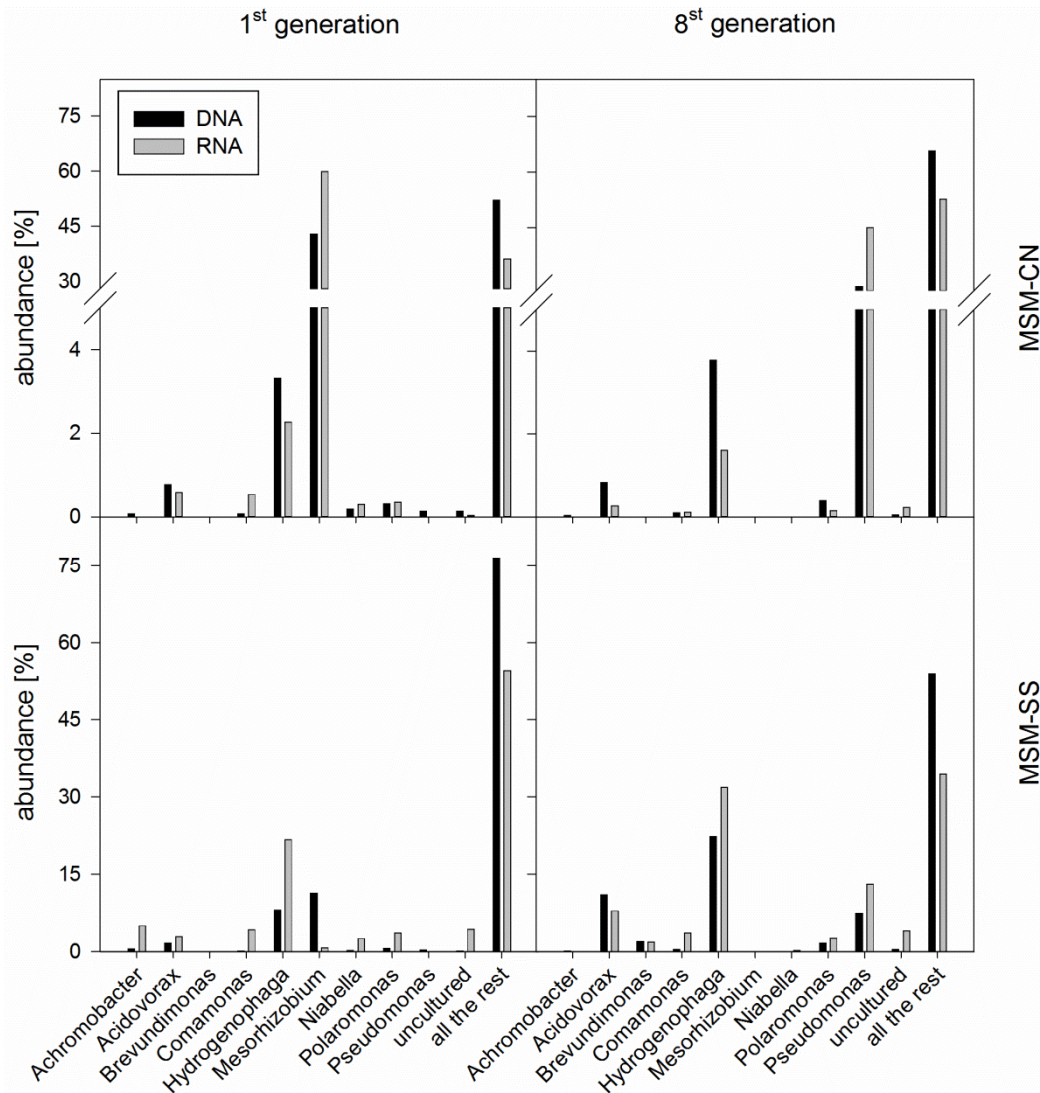 1st generation
8st generation
DNA
RNA
abundance [%]
75
60
45
30
4
2
0
MSM-CN
abundance [%]
75
60
45
30
15
0
MSM-SS
Achromobacter
Acidovorax
Brevundimonas
Comamonas
Hydrogenophaga
Mesorhizobium
Niabella
Polaromonas
Pseudomonas
uncultured
all the rest
Achromobacter
Acidovorax
Brevundimonas
Comamonas
Hydrogenophaga
Mesorhizobium
Niabella
Polaromonas
Pseudomonas
uncultured
all the rest